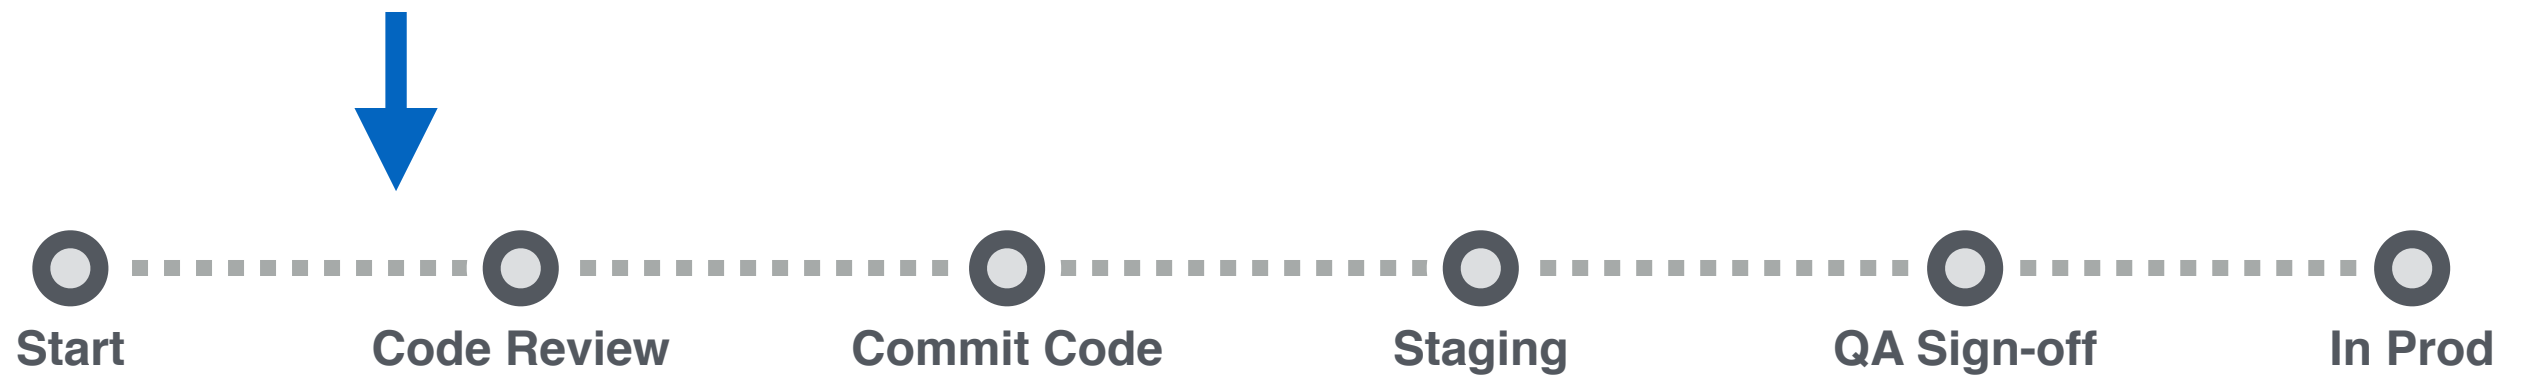 Start Code Review Commit Code Staging QA Sign-off In Prod